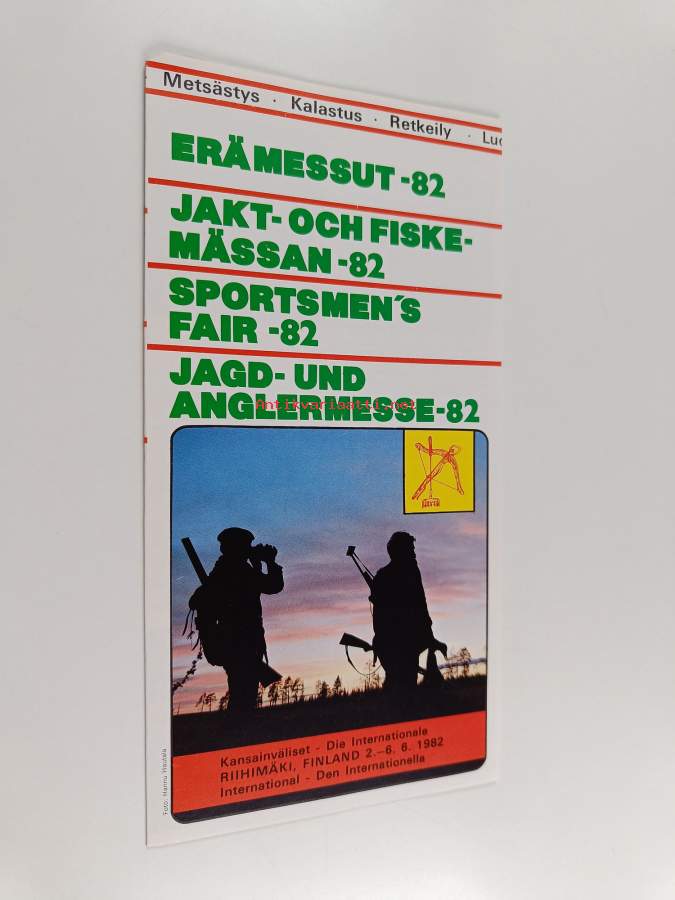 Metsästys · Kalastus · Retkeily ·
ERÄMESSUT -82
JAKT- OCH FISKE-
MÄSSAN -82
SPORTSMEN´S
FAIR -82
JAGD- UND
ANGLERMESSE-82
Antikvariaatti.net
Kansainväliset - Die Internationale
RIIHIMÄKI, FINLAND 2.–6. 6. 1982
International - Den Internationella
Foto: Hannu Hautala